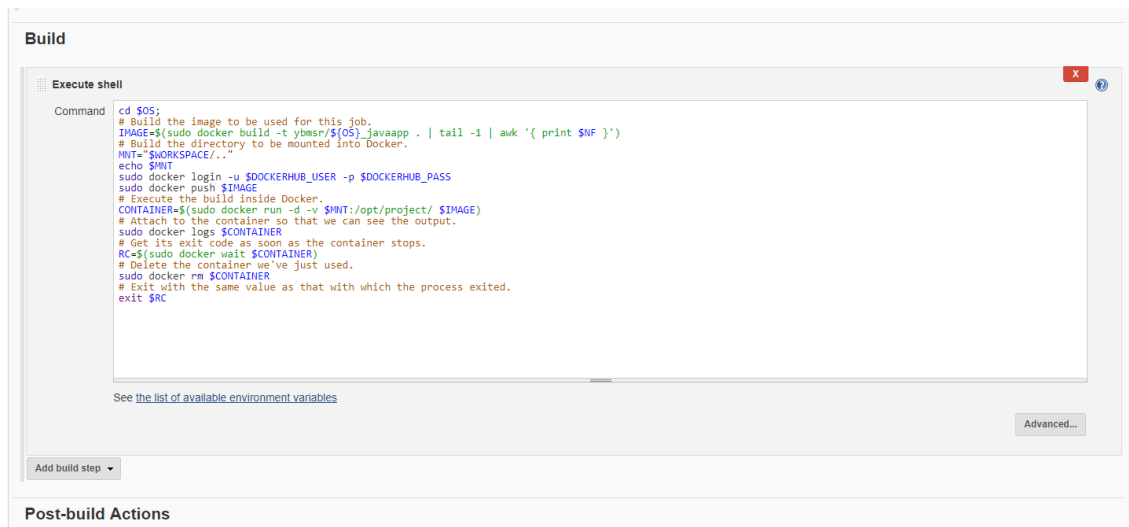 Build
Execute shell
X
Command
cd $OS;
# Build the image to be used for this job.
IMAGE=$(sudo docker build -t ybmsr/${OS}_javaapp . | tail -1 | awk '{ print $NF }')
# Build the directory to be mounted into Docker.
MNT="$WORKSPACE/.."
echo $MNT
sudo docker login -u $DOCKERHUB_USER -p $DOCKERHUB_PASS
sudo docker push $IMAGE
# Execute the build inside Docker.
CONTAINER=$(sudo docker run -d -v $MNT:/opt/project/ $IMAGE)
# Attach to the container so that we can see the output.
sudo docker logs $CONTAINER
# Get its exit code as soon as the container stops.
RC=$(sudo docker wait $CONTAINER)
# Delete the container we've just used.
sudo docker rm $CONTAINER
# Exit with the same value as that with which the process exited.
exit $RC
See the list of available environment variables
Advanced...
Add build step
Post-build Actions